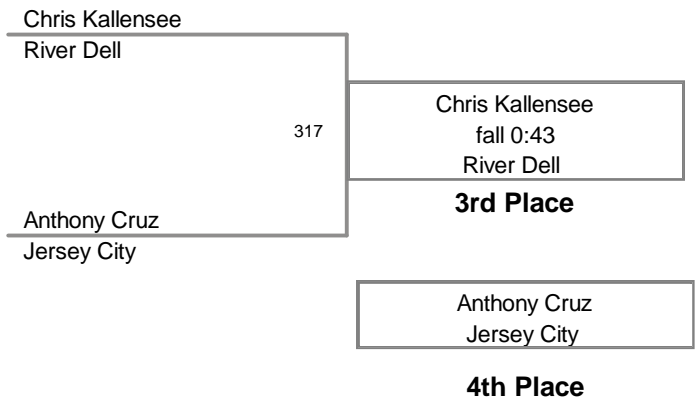 Chris Kallensee
River Dell
317
Chris Kallensee
fall 0:43
River Dell
3rd Place
Anthony Cruz
Jersey City
Anthony Cruz
Jersey City
4th Place